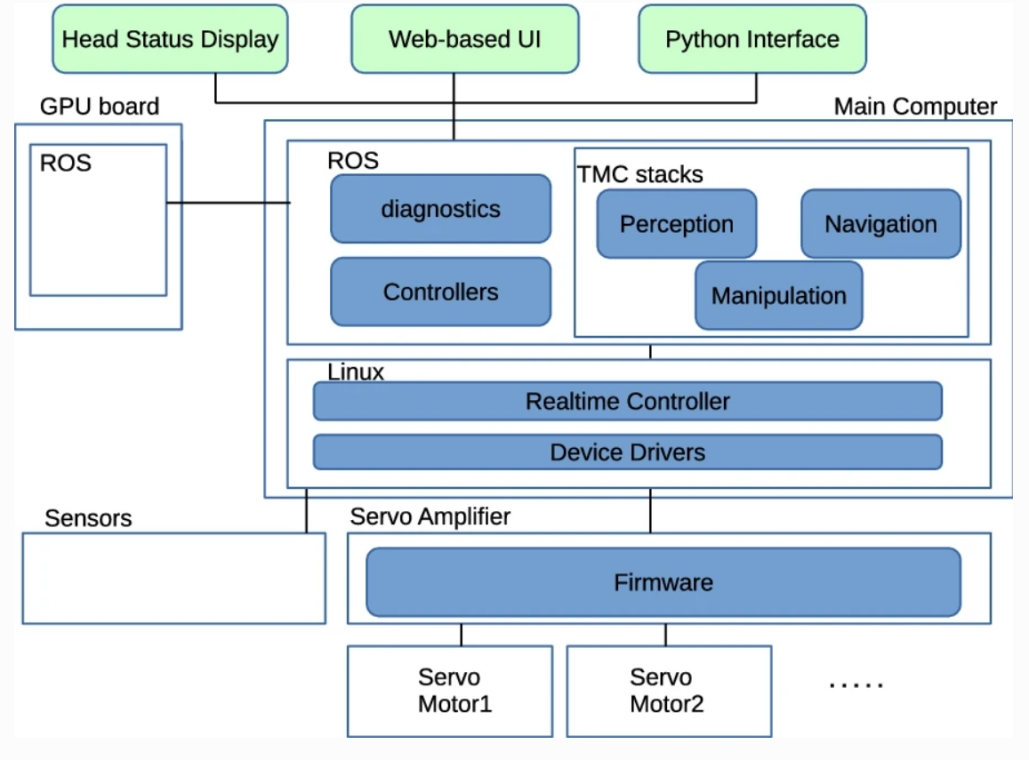 Head Status Display
Web-based UI
Python Interface
GPU board
Main Computer
ROS
ROS
TMC stacks
diagnostics
Perception
Navigation
Controllers
Manipulation
Linux
Realtime Controller
Device Drivers
Sensors
Servo Amplifier
Firmware
Servo
Motor1
Servo
Motor2
.....